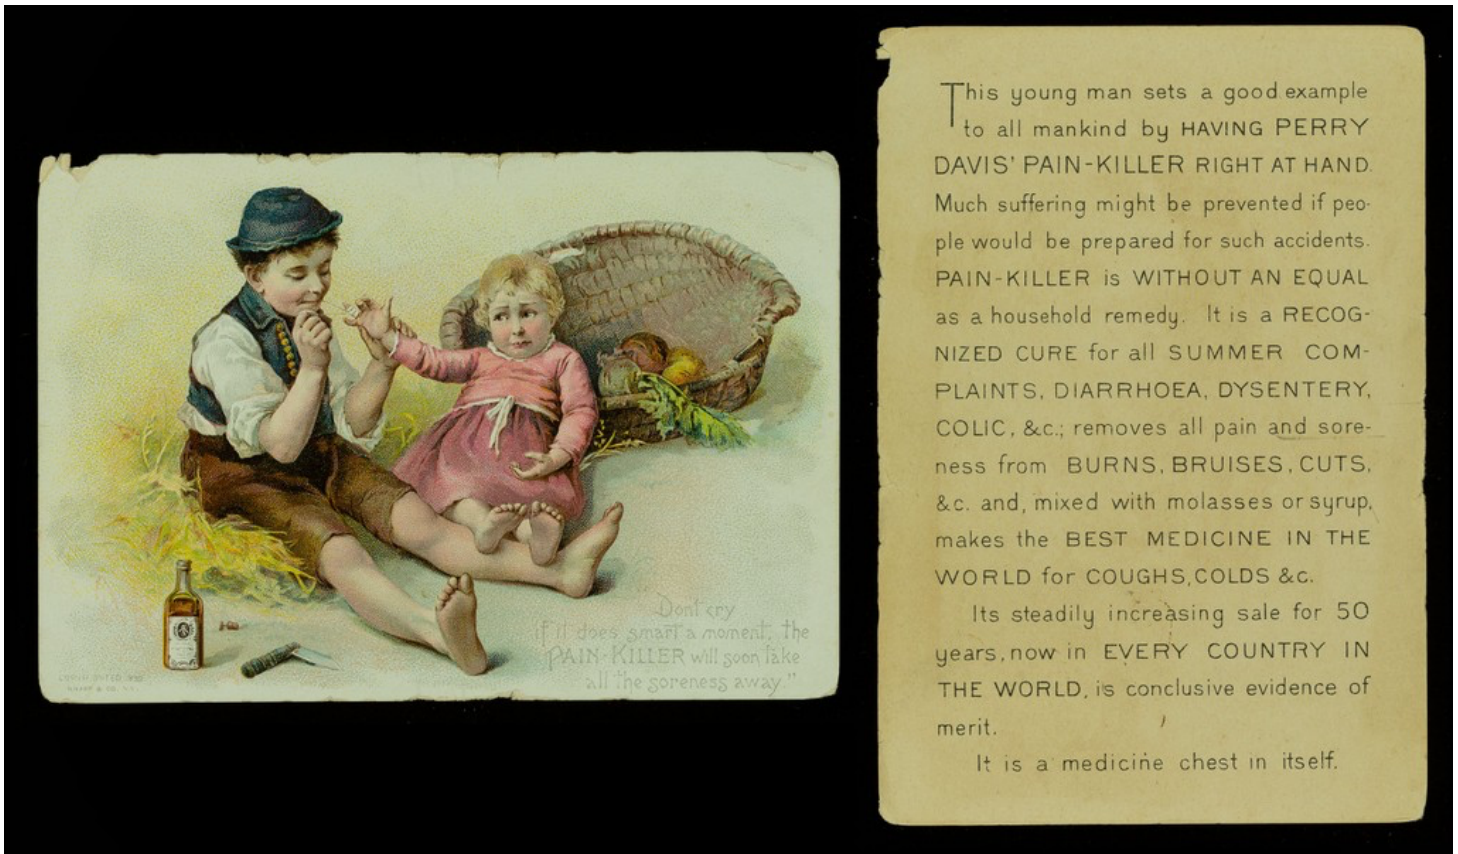 "Dont cry
if it does smart a moment, the
PAIN-KILLER will soon take
all the soreness away."
This young man sets a good example
to all mankind by HAVING PERRY
DAVIS' PAIN-KILLER RIGHT AT HAND.
Much suffering might be prevented if peo-
ple would be prepared for such accidents.
PAIN-KILLER is WITHOUT AN EQUAL
as a household remedy. It is a RECOG-
NIZED CURE for all SUMMER COM-
PLAINTS, DIARRHOEA, DYSENTERY,
COLIC, &c.; removes all pain and sore-
ness from BURNS, BRUISES, CUTS,
&c. and, mixed with molasses or syrup,
makes the BEST MEDICINE IN THE
WORLD for COUGHS, COLDS &c.
Its steadily increasing sale for 50
years, now in EVERY COUNTRY IN
THE WORLD, is conclusive evidence of
merit.
It is a medicine chest in itself.